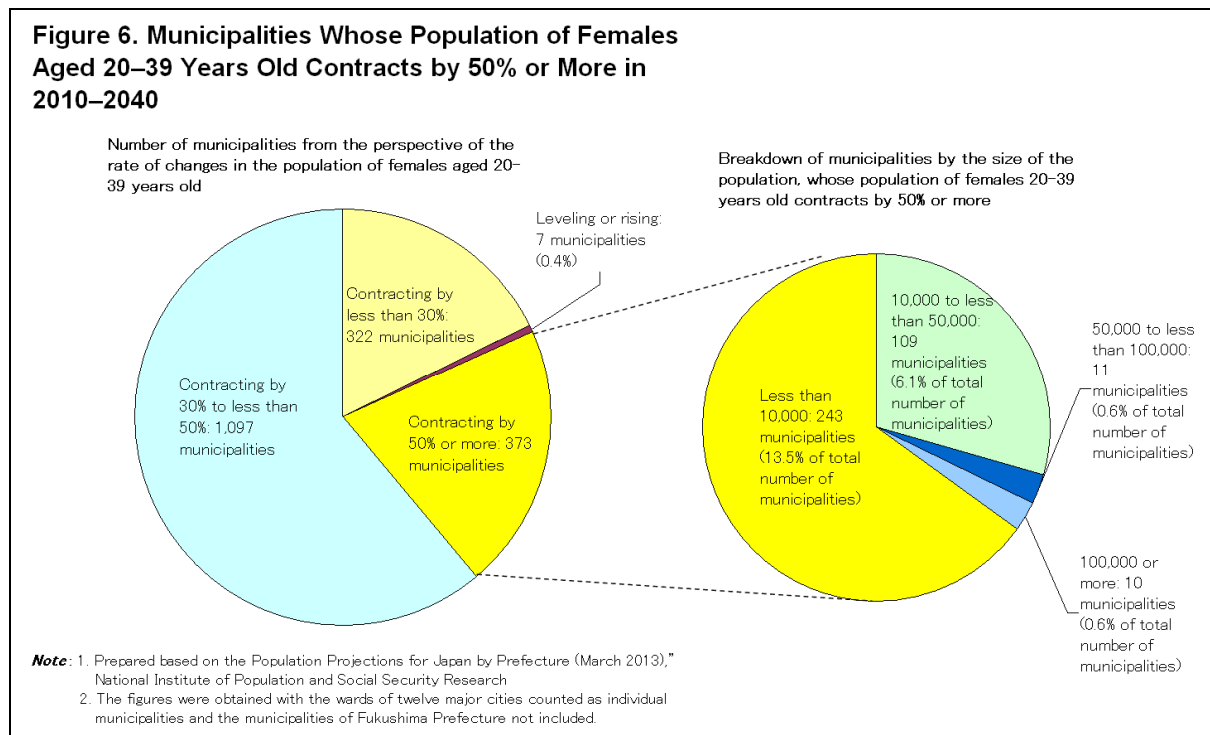 Figure 6. Municipalities Whose Population of Females
Aged 20–39 Years Old Contracts by 50% or More in
2010–2040
Number of municipalities from the perspective of the
rate of changes in the population of females aged 20-
39 years old
Leveling or rising:
7 municipalities
(0.4%)
Contracting by
less than 30%:
322 municipalities
Contracting by
30% to less than
50%: 1,097
municipalities
Contracting by
50% or more: 373
municipalities
Breakdown of municipalities by the size of the
population, whose population of females 20-39
years old contracts by 50% or more
10,000 to less
than 50,000:
109
municipalities
(6.1% of total
number of
municipalities)
50,000 to less
than 100,000:
11
municipalities
(0.6% of total
number of
municipalities)
Less than
10,000: 243
municipalities
(13.5% of total
number of
municipalities)
100,000 or
more: 10
municipalities
(0.6% of total
number of
municipalities)
Note: 1. Prepared based on the Population Projections for Japan by Prefecture (March 2013),"
National Institute of Population and Social Security Research
2. The figures were obtained with the wards of twelve major cities counted as individual
municipalities and the municipalities of Fukushima Prefecture not included.